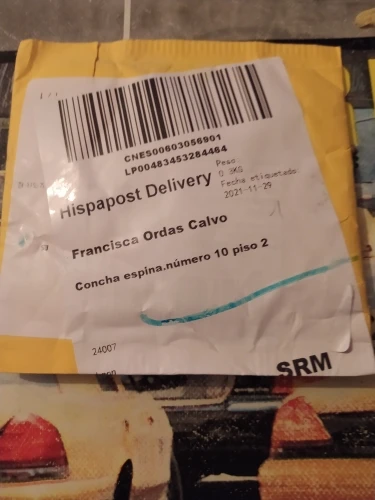 CNES00603056901
LP00483453284464
Hispapost Delivery
Peso
0.3KG
Fecha etiquetado
2021-11-29
Francisca Ordas Calvo
Concha espina.número 10 piso 2
24007
SRM